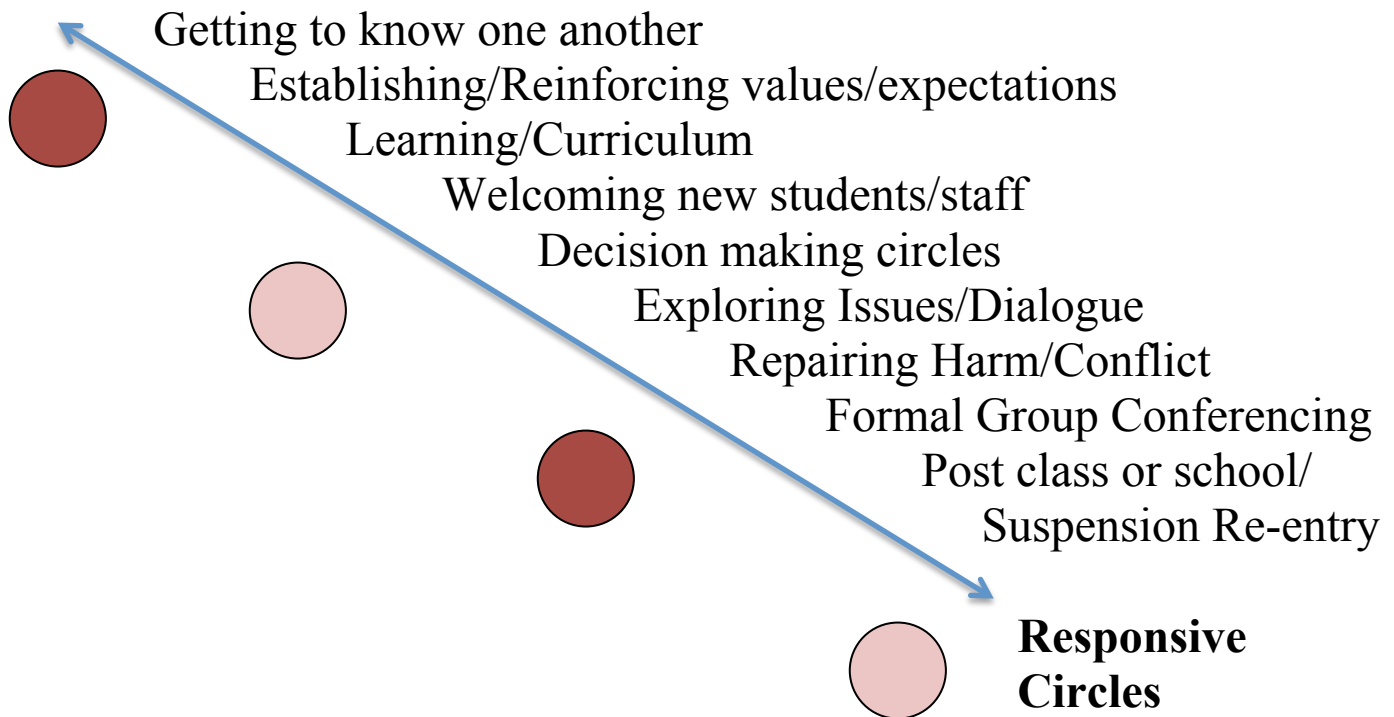 Getting to know one another
Establishing/Reinforcing values/expectations
Learning/Curriculum
Welcoming new students/staff
Decision making circles
Exploring Issues/Dialogue
Repairing Harm/Conflict
Formal Group Conferencing
Post class or school/
Suspension Re-entry
Responsive
Circles